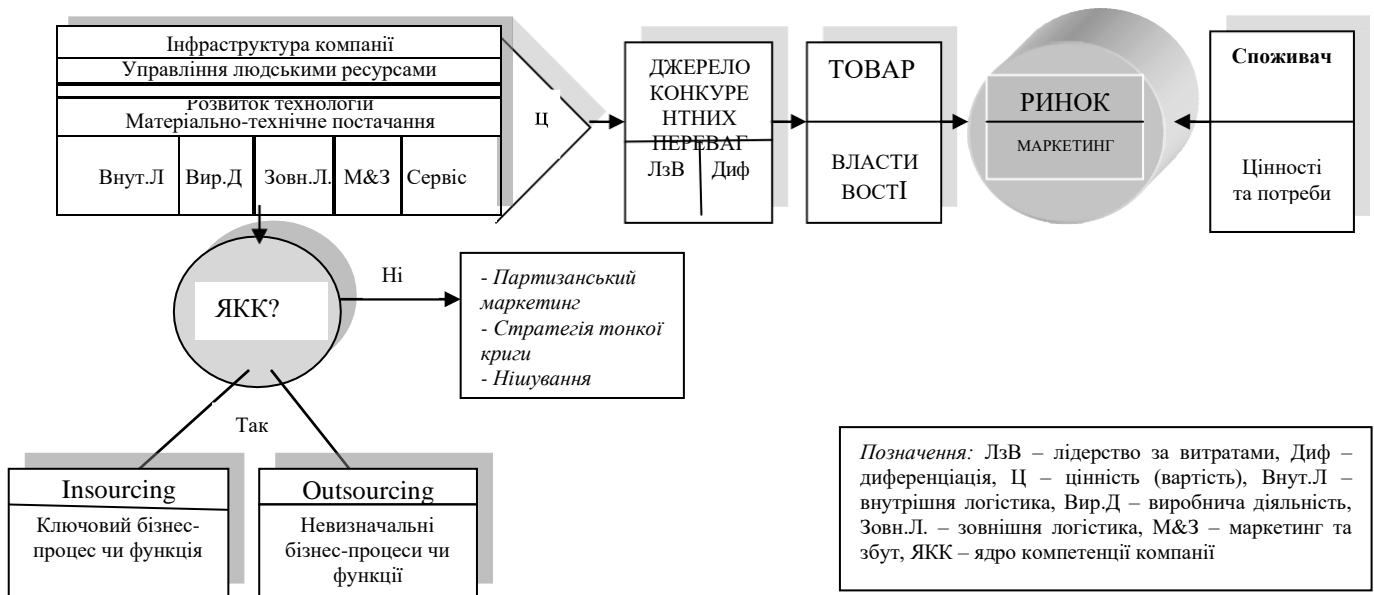 Інфраструктура компанії
Управління людськими ресурсами
Розвиток технологій
Матеріально-технічне постачання
Внут.Л
Вир.Д
Зовн.Л.
М&З
Сервіс
Ц
ДЖЕРЕЛО
КОНКУРЕ
НТНИХ
ПЕРЕВАГ
ЛзВ
Диф
ТОВАР
ВЛАСТИ
ВОСТІ
РИНОК
МАРКЕТИНГ
Споживач
Цінності
та потреби
ЯКК?
Ні
- Партизанський
маркетинг
- Стратегія тонкої
криги
- Нішування
Так
Insourcing
Ключовий бізнес-
процес чи функція
Outsourcing
Невизначальні
бізнес-процеси чи
функції
Позначення: ЛзВ – лідерство за витратами, Диф –
диференціація, Ц – цінність (вартість), Внут.Л –
внутрішня логістика, Вир.Д – виробнича діяльність,
Зовн.Л. – зовнішня логістика, М&З – маркетинг та
збут, ЯКК – ядро компетенції компанії